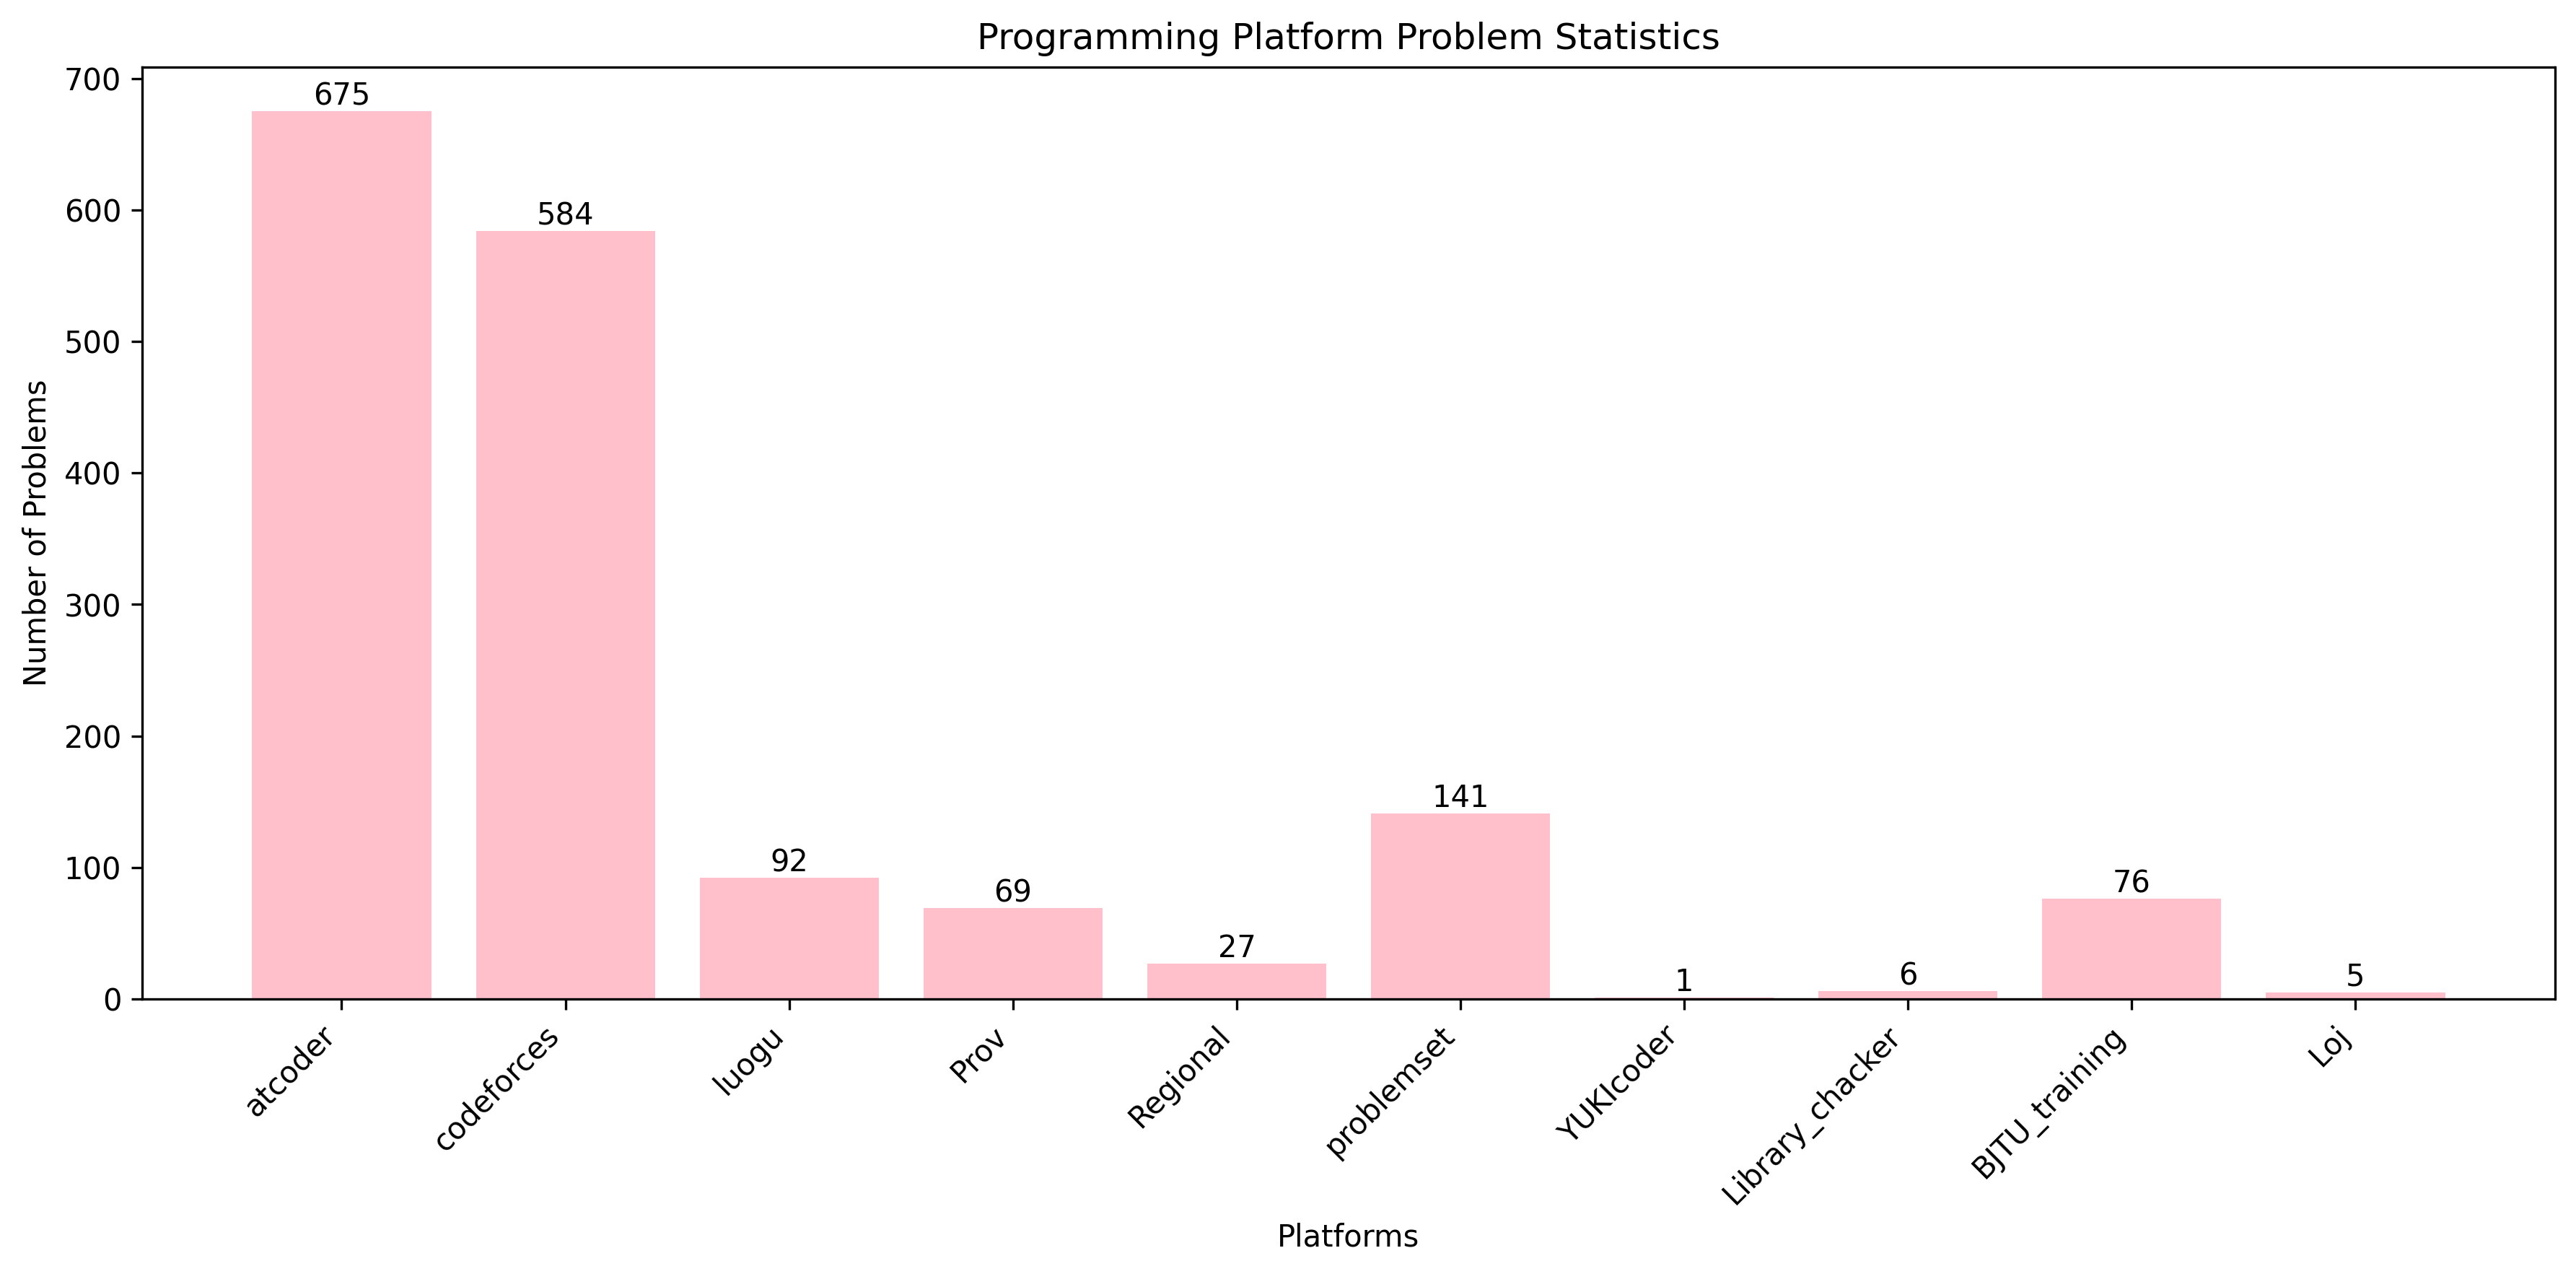 Programming Platform Problem Statistics
Number of Problems
700
600
500
400
300
200
100
0
675
584
92
69
27
141
1
6
76
5
atcoder
codeforces
luogu
Prov
Regional
problemset
YUKIcoder
Library_chacker
BJTU_training
Loj
Platforms